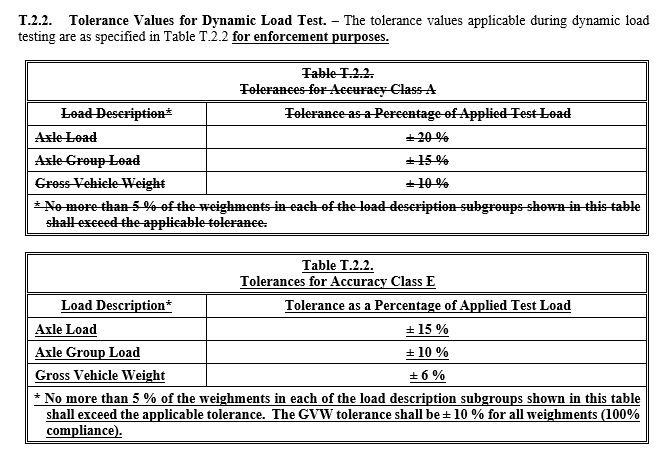 T.2.2. Tolerance Values for Dynamic Load Test. – The tolerance values applicable during dynamic load
testing are as specified in Table T.2.2 for enforcement purposes.
Table T.2.2.
Tolerances for Accuracy Class A
Load Description* Tolerance as a Percentage of Applied Test Load
Axle Load ± 20 %
Axle Group Load ± 15 %
Gross Vehicle Weight ± 10 %
* No more than 5 % of the weighments in each of the load description subgroups shown in this table
shall exceed the applicable tolerance.
Table T.2.2.
Tolerances for Accuracy Class E
Load Description* Tolerance as a Percentage of Applied Test Load
Axle Load ± 15 %
Axle Group Load ± 10 %
Gross Vehicle Weight ± 6 %
* No more than 5 % of the weighments in each of the load description subgroups shown in this table
shall exceed the applicable tolerance. The GVW tolerance shall be ± 10 % for all weighments (100%
compliance).